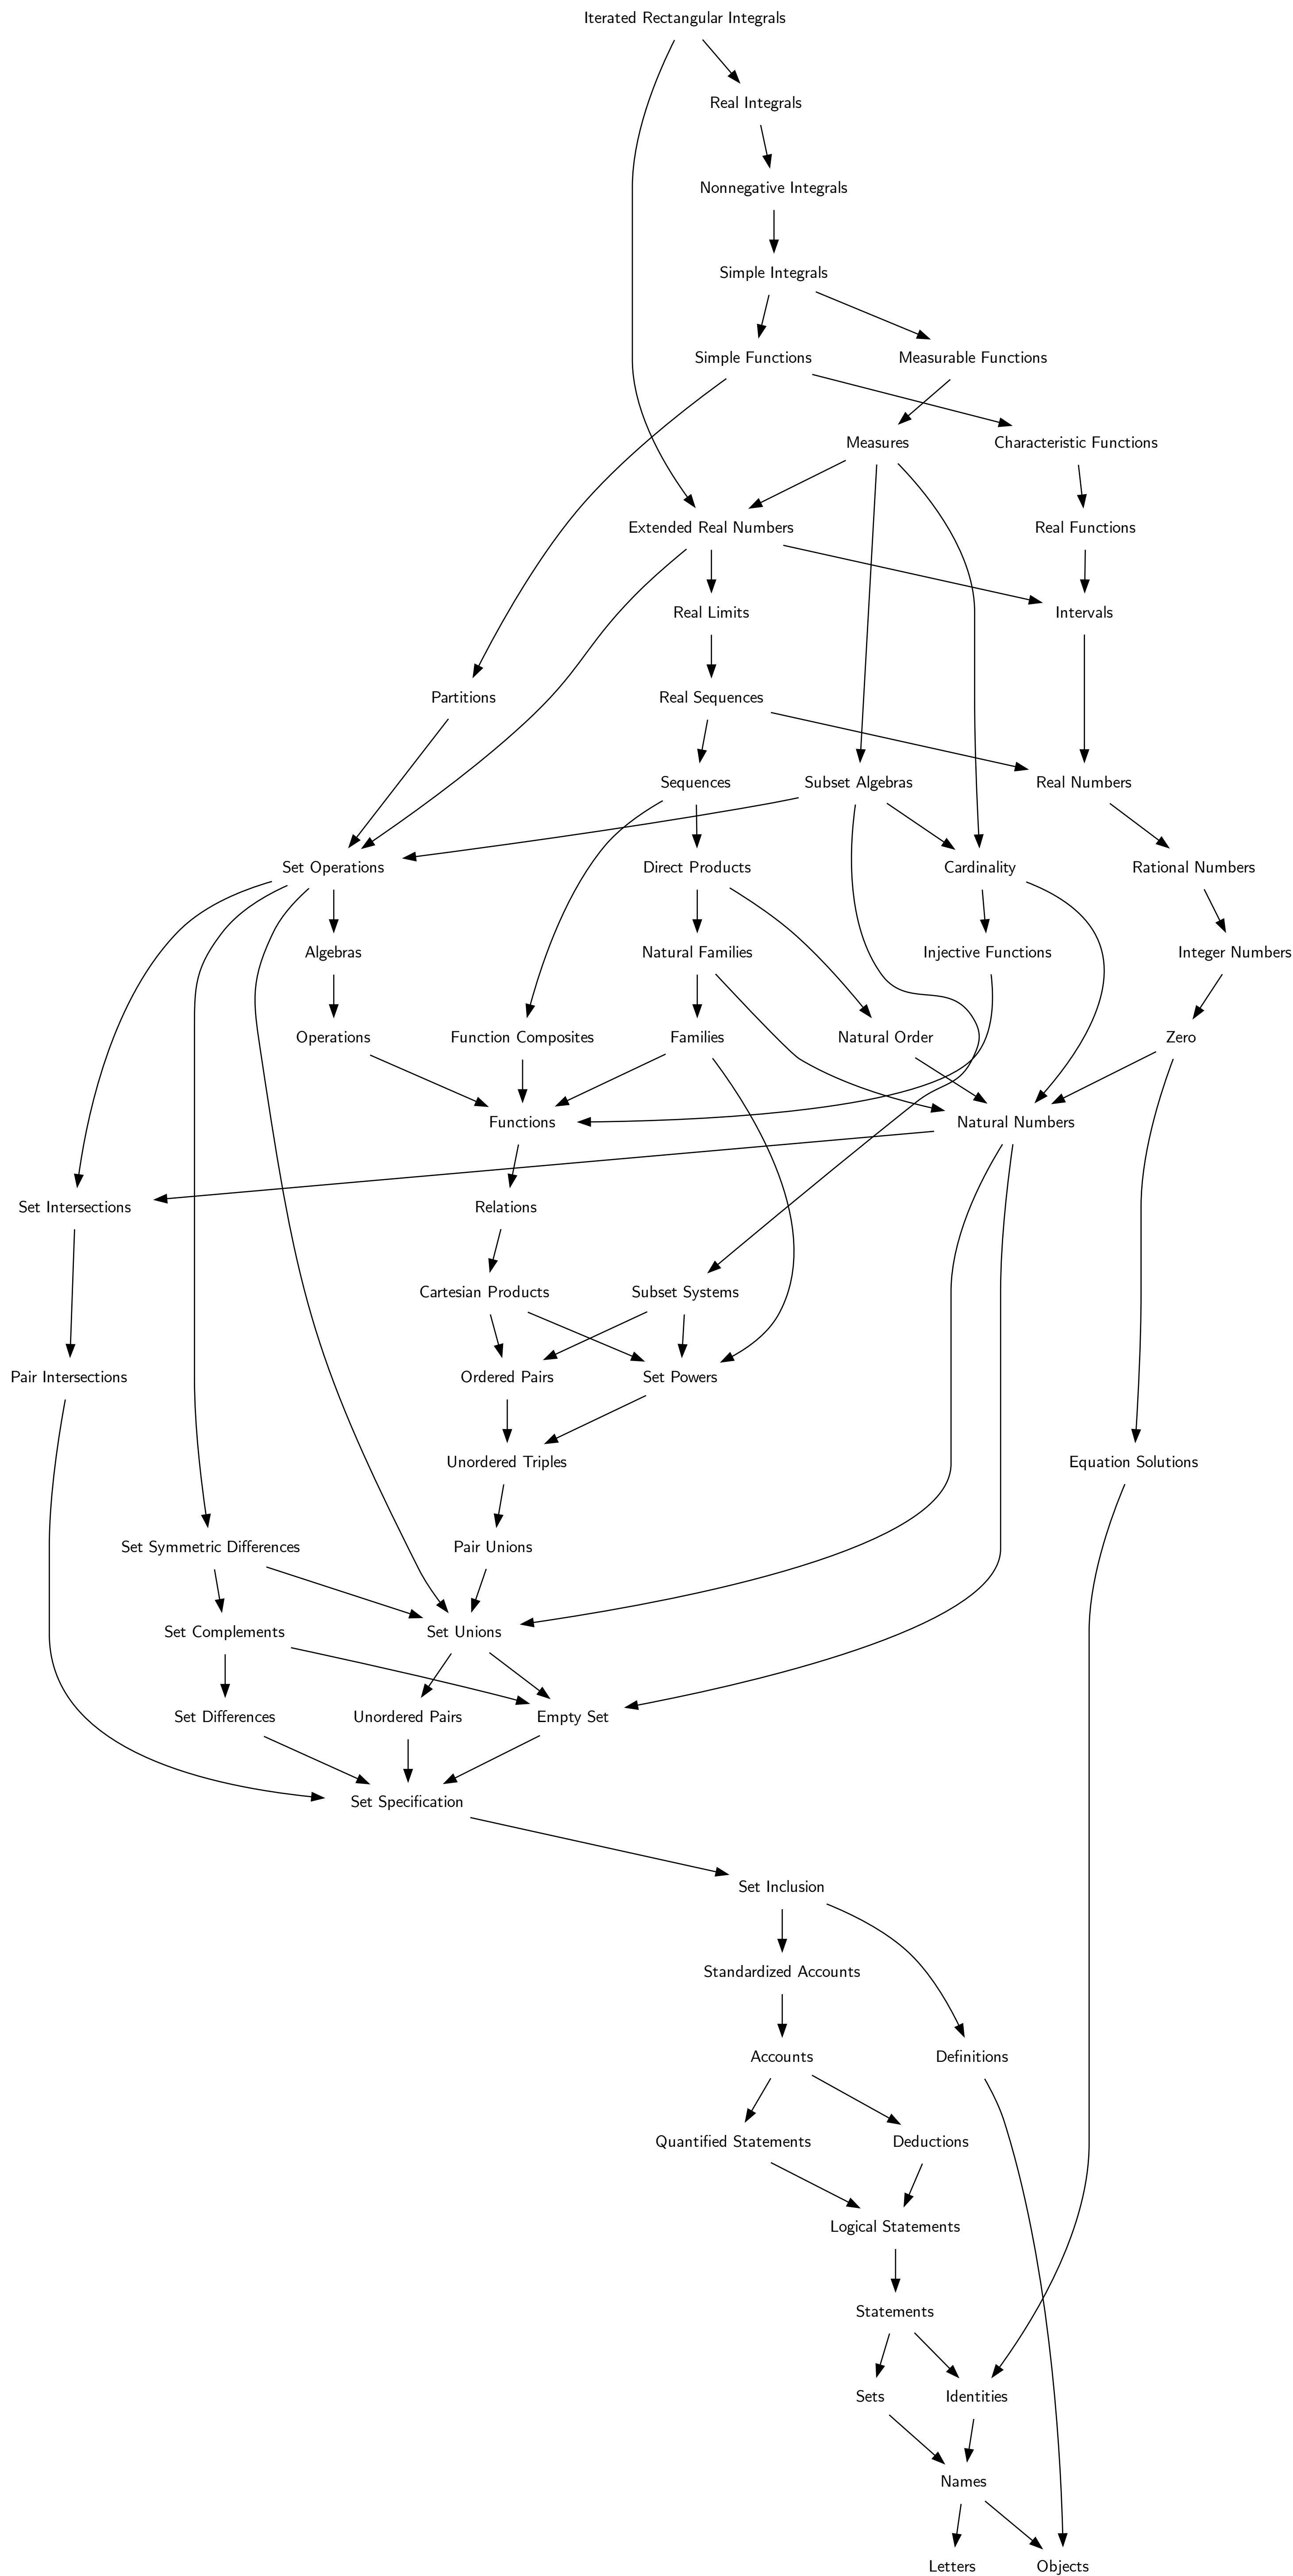 Iterated Rectangular Integrals
Real Integrals
Nonnegative Integrals
Simple Integrals
Simple Functions
Measurable Functions
Measures
Characteristic Functions
Extended Real Numbers
Real Functions
Real Limits
Intervals
Partitions
Real Sequences
Sequences
Subset Algebras
Real Numbers
Set Operations
Direct Products
Cardinality
Rational Numbers
Algebras
Natural Families
Injective Functions
Integer Numbers
Operations
Function Composites
Families
Natural Order
Zero
Functions
Natural Numbers
Set Intersections
Relations
Cartesian Products
Subset Systems
Pair Intersections
Ordered Pairs
Set Powers
Unordered Triples
Equation Solutions
Set Symmetric Differences
Pair Unions
Set Complements
Set Unions
Set Differences
Unordered Pairs
Empty Set
Set Specification
Set Inclusion
Standardized Accounts
Accounts
Definitions
Quantified Statements
Deductions
Logical Statements
Statements
Sets
Identities
Names
Letters
Objects